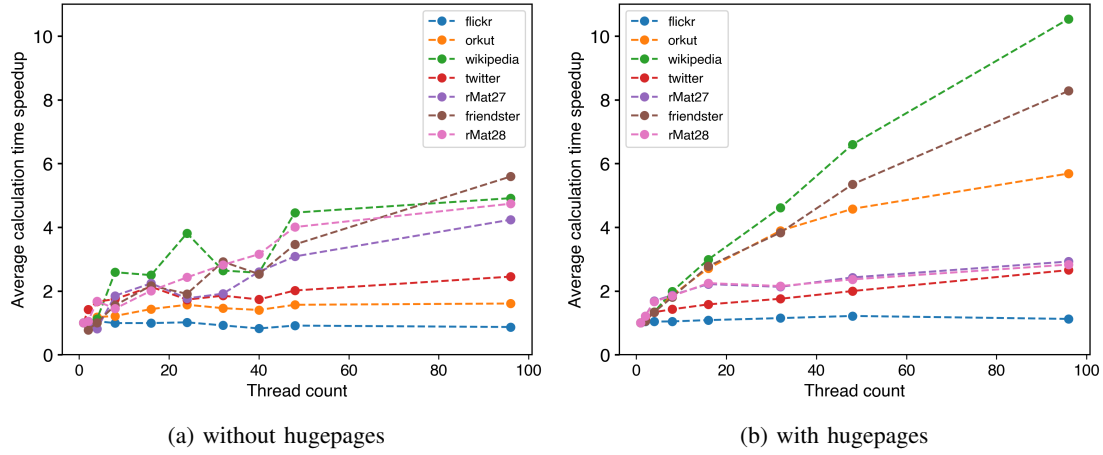 Average calculation time speedup
10
8
6
4
2
0
flickr
orkut
wikipedia
twitter
rMat27
friendster
rMat28
0 20 40 60 80 100
Thread count
(a) without hugepages
Average calculation time speedup
10
8
6
4
2
0
flickr
orkut
wikipedia
twitter
rMat27
friendster
rMat28
0 20 40 60 80 100
Thread count
(b) with hugepages